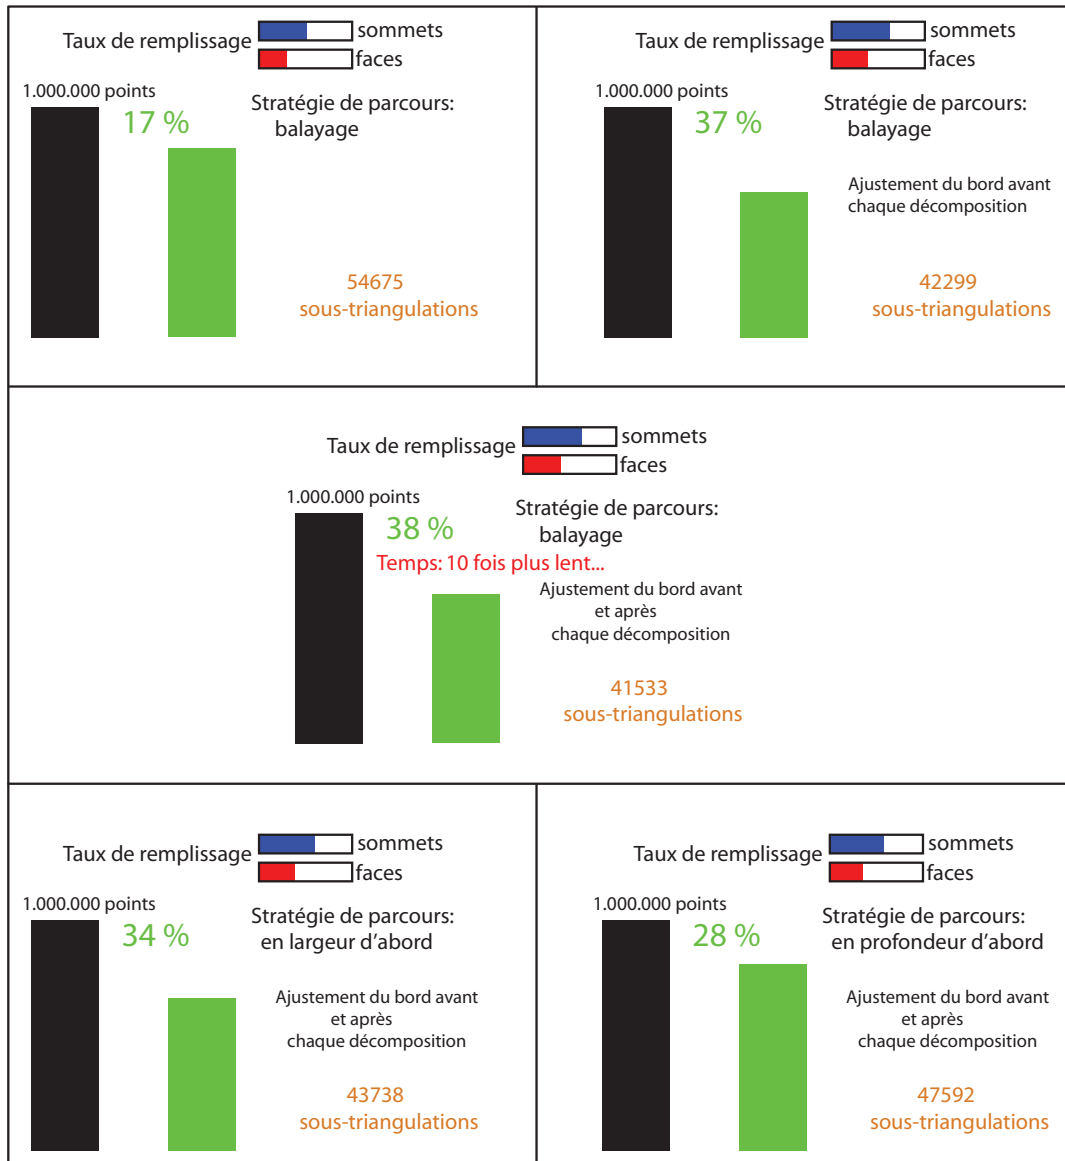 Taux de remplissage
sommets
faces
1.000.000 points
17 %
Stratégie de parcours:
balayage
54675
sous-triangulations
Taux de remplissage
sommets
faces
1.000.000 points
37 %
Stratégie de parcours:
balayage
Ajustement du bord avant
chaque décomposition
42299
sous-triangulations
Taux de remplissage
sommets
faces
1.000.000 points
38 %
Stratégie de parcours:
balayage
Temps: 10 fois plus lent...
Ajustement du bord avant
et après
chaque décomposition
41533
sous-triangulations
Taux de remplissage
sommets
faces
1.000.000 points
34 %
Stratégie de parcours:
en largeur d'abord
Ajustement du bord avant
et après
chaque décomposition
43738
sous-triangulations
Taux de remplissage
sommets
faces
1.000.000 points
28 %
Stratégie de parcours:
en profondeur d'abord
Ajustement du bord avant
et après
chaque décomposition
47592
sous-triangulations